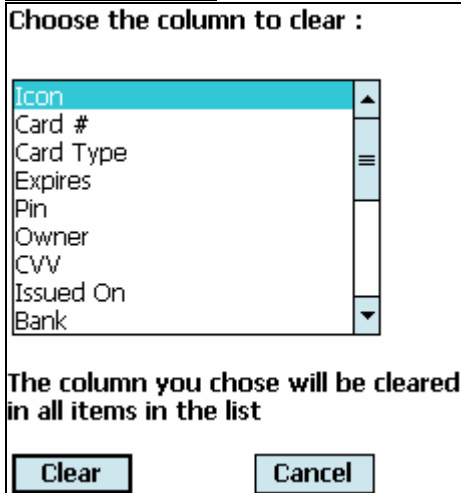 Choose the column to clear :
Icon
Card #
Card Type
Expires
Pin
Owner
CVV
Issued On
Bank
The column you chose will be cleared
in all items in the list
Clear
Cancel